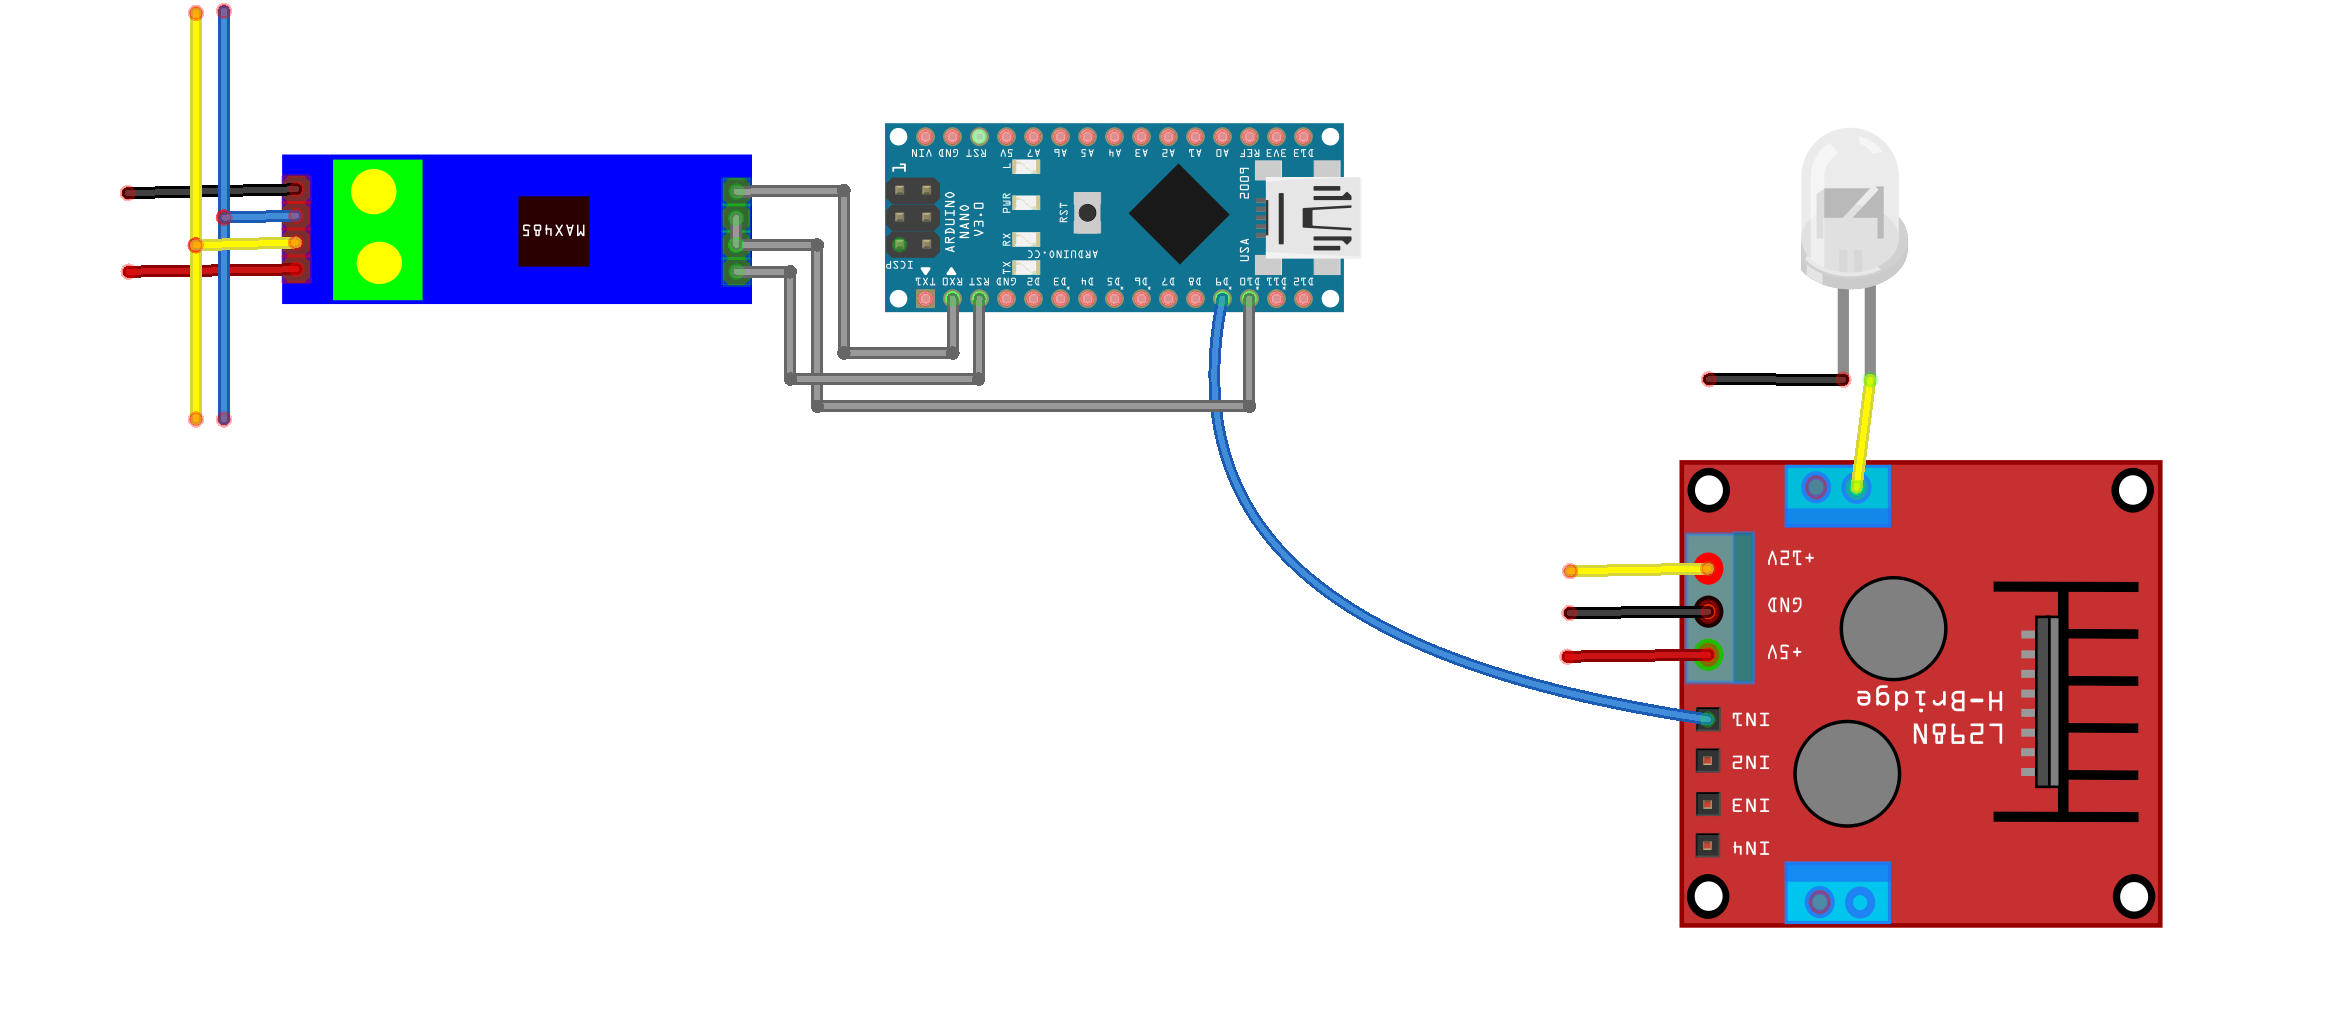 MAX485
VIN GND RST 5V A7 A6 A5 A4 A3 A2 A1 A0 REF 3V3 D13
L
PWR
RX
TX
RST
ARDUINO
NANO
V3.0
ICSP
ARDUINO.CC
USA
TX1 RX0 RST GND D2 D3 D4 D5 D6 D7 D8 D9 D10 D11 D12
+12V
GND
+5V
H-Bridge
L298N
IN1
IN2
IN3
IN4